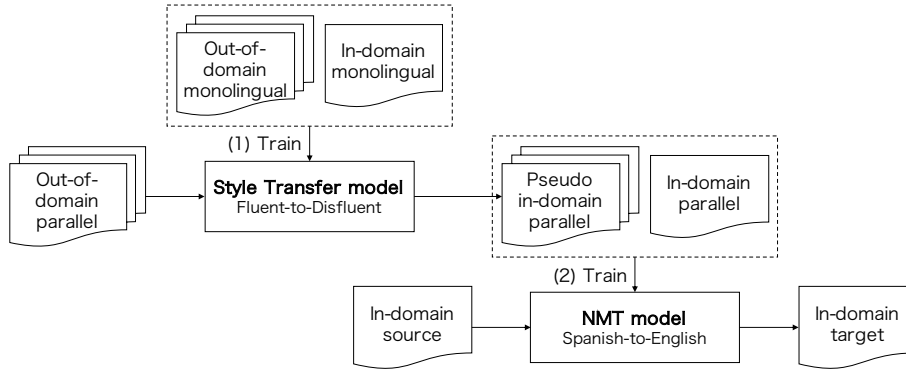 Out-of-
domain
monolingual
In-domain
monolingual
(1) Train
Out-of-
domain
parallel
Style Transfer model
Fluent-to-Disfluent
Pseudo
in-domain
parallel
In-domain
parallel
(2) Train
In-domain
source
NMT model
Spanish-to-English
In-domain
target